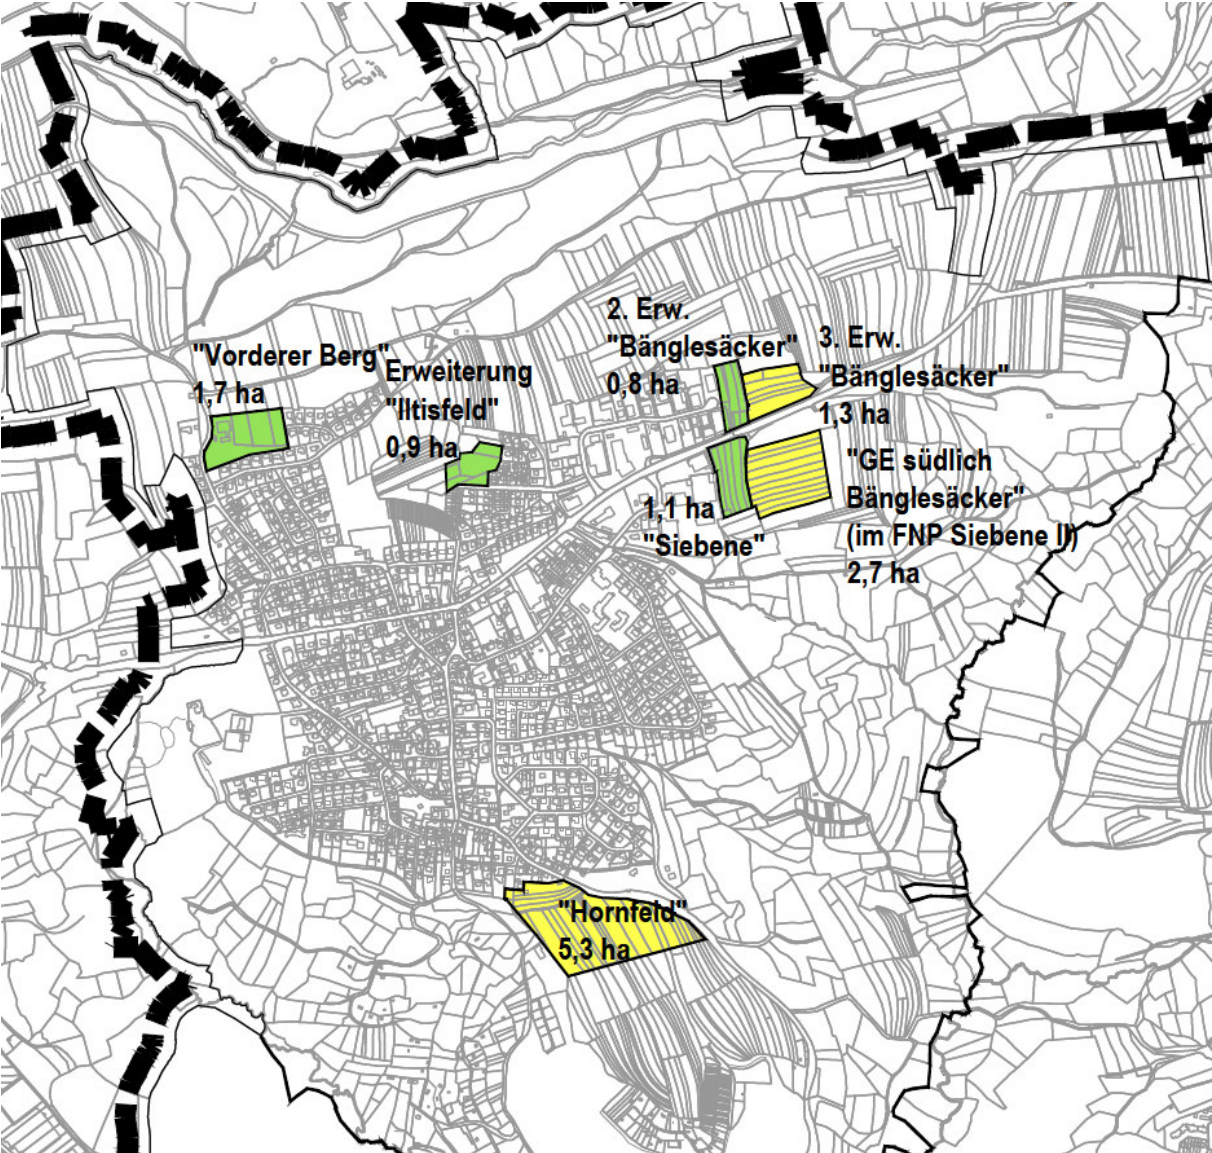 2. Erw.
"Bänglesäcker"
0,8 ha
3. Erw.
"Bänglesäcker"
1,3 ha
"Vorderer Berg"
1,7 ha
Erweiterung
"Iltisfeld"
0,9 ha
"GE südlich
Bänglesäcker"
(im FNP Siebene II)
2,7 ha
1,1 ha
"Siebene"
"Hornfeld"
5,3 ha